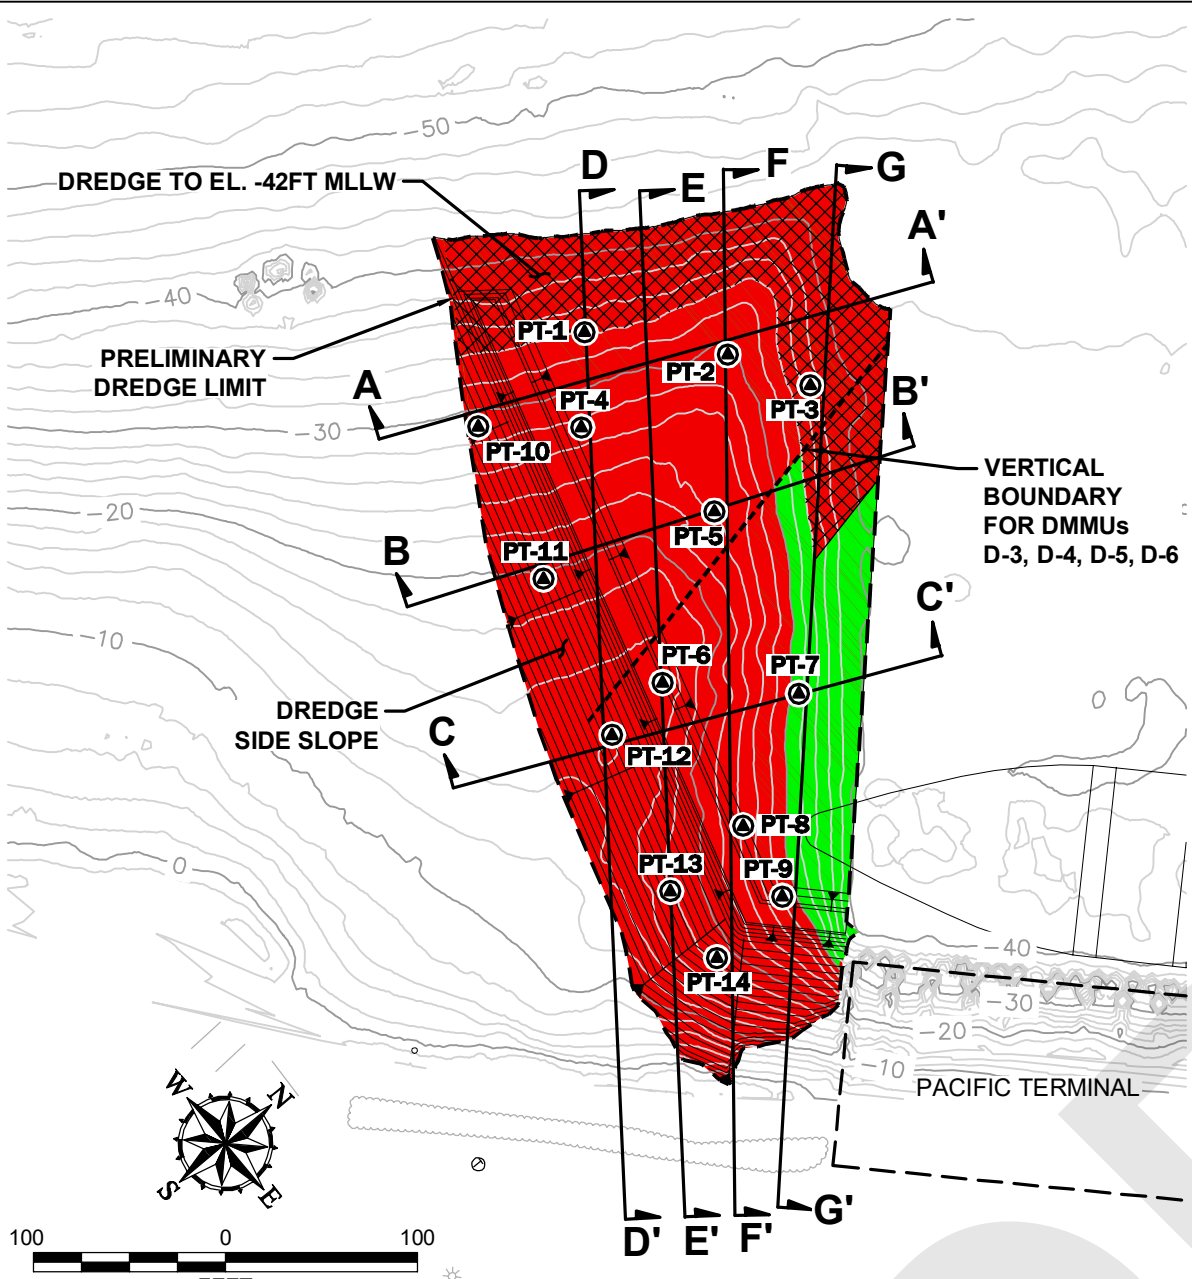 -50
D
F
G
E
DREDGE TO EL. -42FT MLLW
A'
-40
PT-1
PRELIMINARY
DREDGE LIMIT
PT-2
A
PT-4
PT-3
B'
-30
PT-10
VERTICAL
BOUNDARY
FOR DMMUs
D-3, D-4, D-5, D-6
-20
PT-5
PT-11
B
C'
-10
PT-6
PT-7
DREDGE
SIDE SLOPE
C
PT-12
PT-8
0
PT-13
PT-9
-40
PT-14
-30
-20
-10
PACIFIC TERMINAL
W
N
S
E
D'
E'
F'
G'
100
0
100